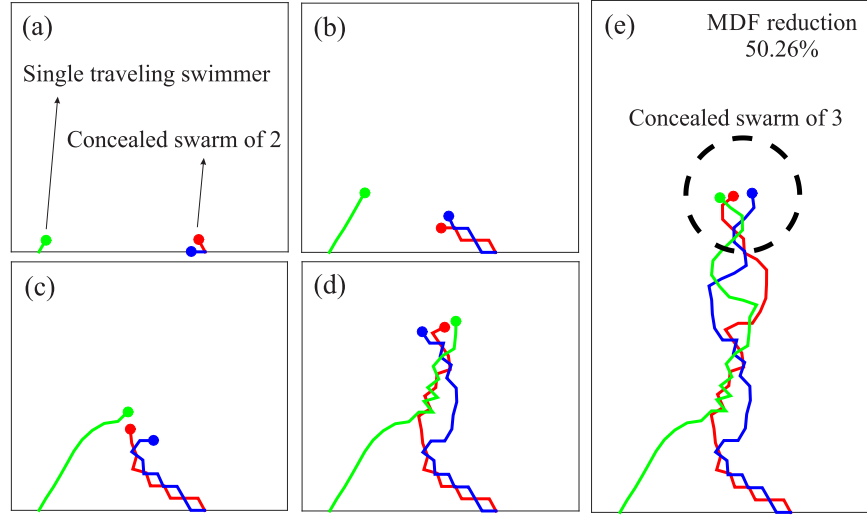 (a)
Single traveling swimmer
Concealed swarm of 2
(b)
(c)
(d)
(e)
MDF reduction
50.26%
Concealed swarm of 3